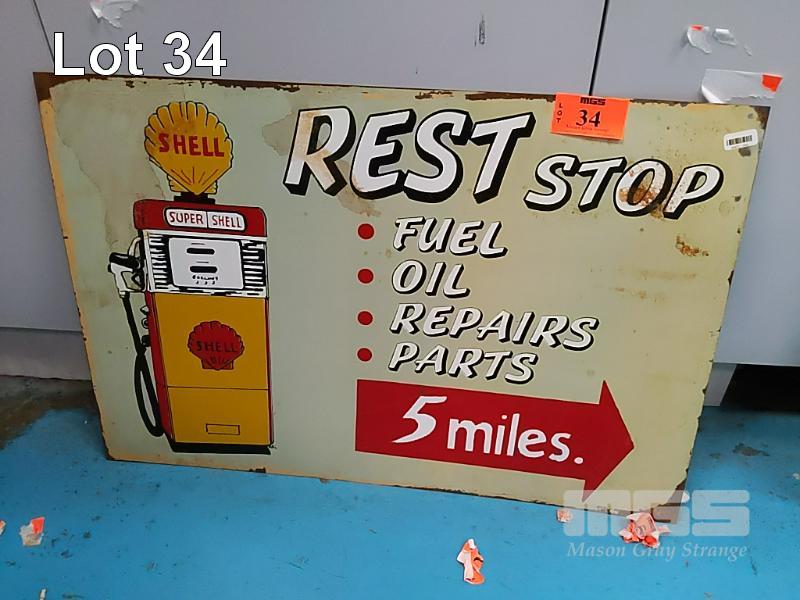 Lot 34
MGS
LOT
34
SHELL
SUPER SHELL
SHELL
REST STOP
• FUEL
• OIL
• REPAIRS
• PARTS
5 miles.
MGS
Mason Gray Strange